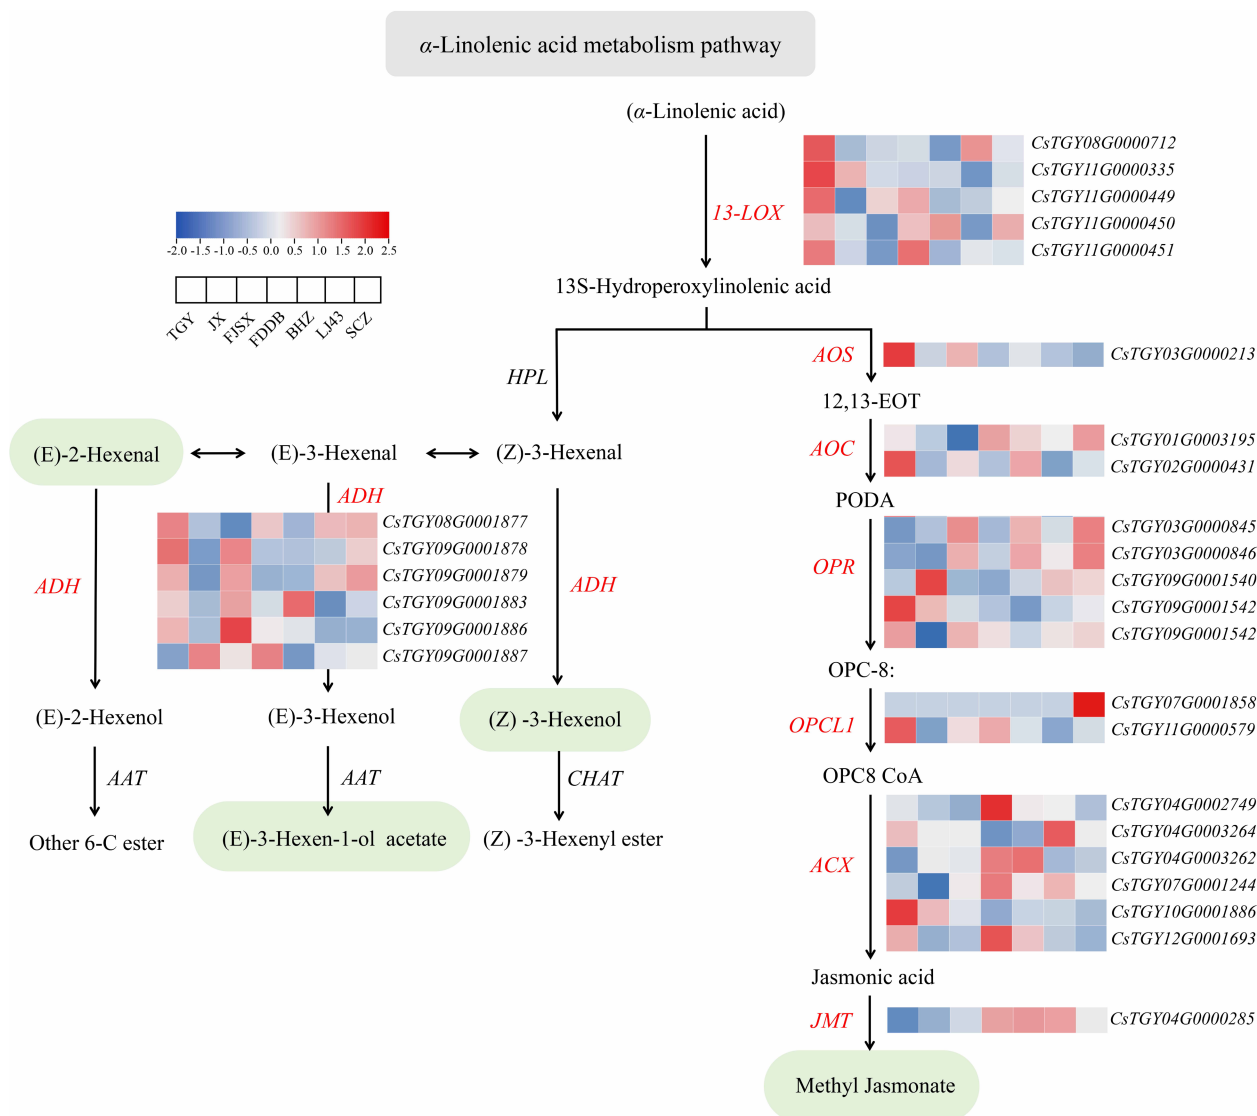 α-Linolenic acid metabolism pathway
(α-Linolenic acid)
CsTGY08G0000712
CsTGY11G0000335
13-LOX
CsTGY11G0000449
CsTGY11G0000450
CsTGY11G0000451
-2.0 -1.5 -1.0 -0.5 0.0 0.5 1.0 1.5 2.0 2.5
TGY JX FJSX FDDB BHZ LJ43 SCZ
13S-Hydroperoxylinolenic acid
HPL
AOS
CsTGY03G0000213
12,13-EOT
(E)-2-Hexenal
(E)-3-Hexenal
(Z)-3-Hexenal
AOC
CsTGY01G0003195
CsTGY02G0000431
PODA
ADH
ADH
CsTGY08G0001877
CsTGY09G0001878
CsTGY09G0001879
CsTGY09G0001883
CsTGY09G0001886
CsTGY09G0001887
ADH
OPR
CsTGY03G0000845
CsTGY03G0000846
CsTGY09G0001540
CsTGY09G0001542
CsTGY09G0001542
OPC-8:
(E)-2-Hexenol
(E)-3-Hexenol
(Z) -3-Hexenol
OPCL1
CsTGY07G0001858
CsTGY11G0000579
OPC8 CoA
AAT
AAT
CHAT
Other 6-C ester
(E)-3-Hexen-1-ol acetate
(Z) -3-Hexenyl ester
ACX
CsTGY04G0002749
CsTGY04G0003264
CsTGY04G0003262
CsTGY07G0001244
CsTGY10G0001886
CsTGY12G0001693
Jasmonic acid
JMT
CsTGY04G0000285
Methyl Jasmonate